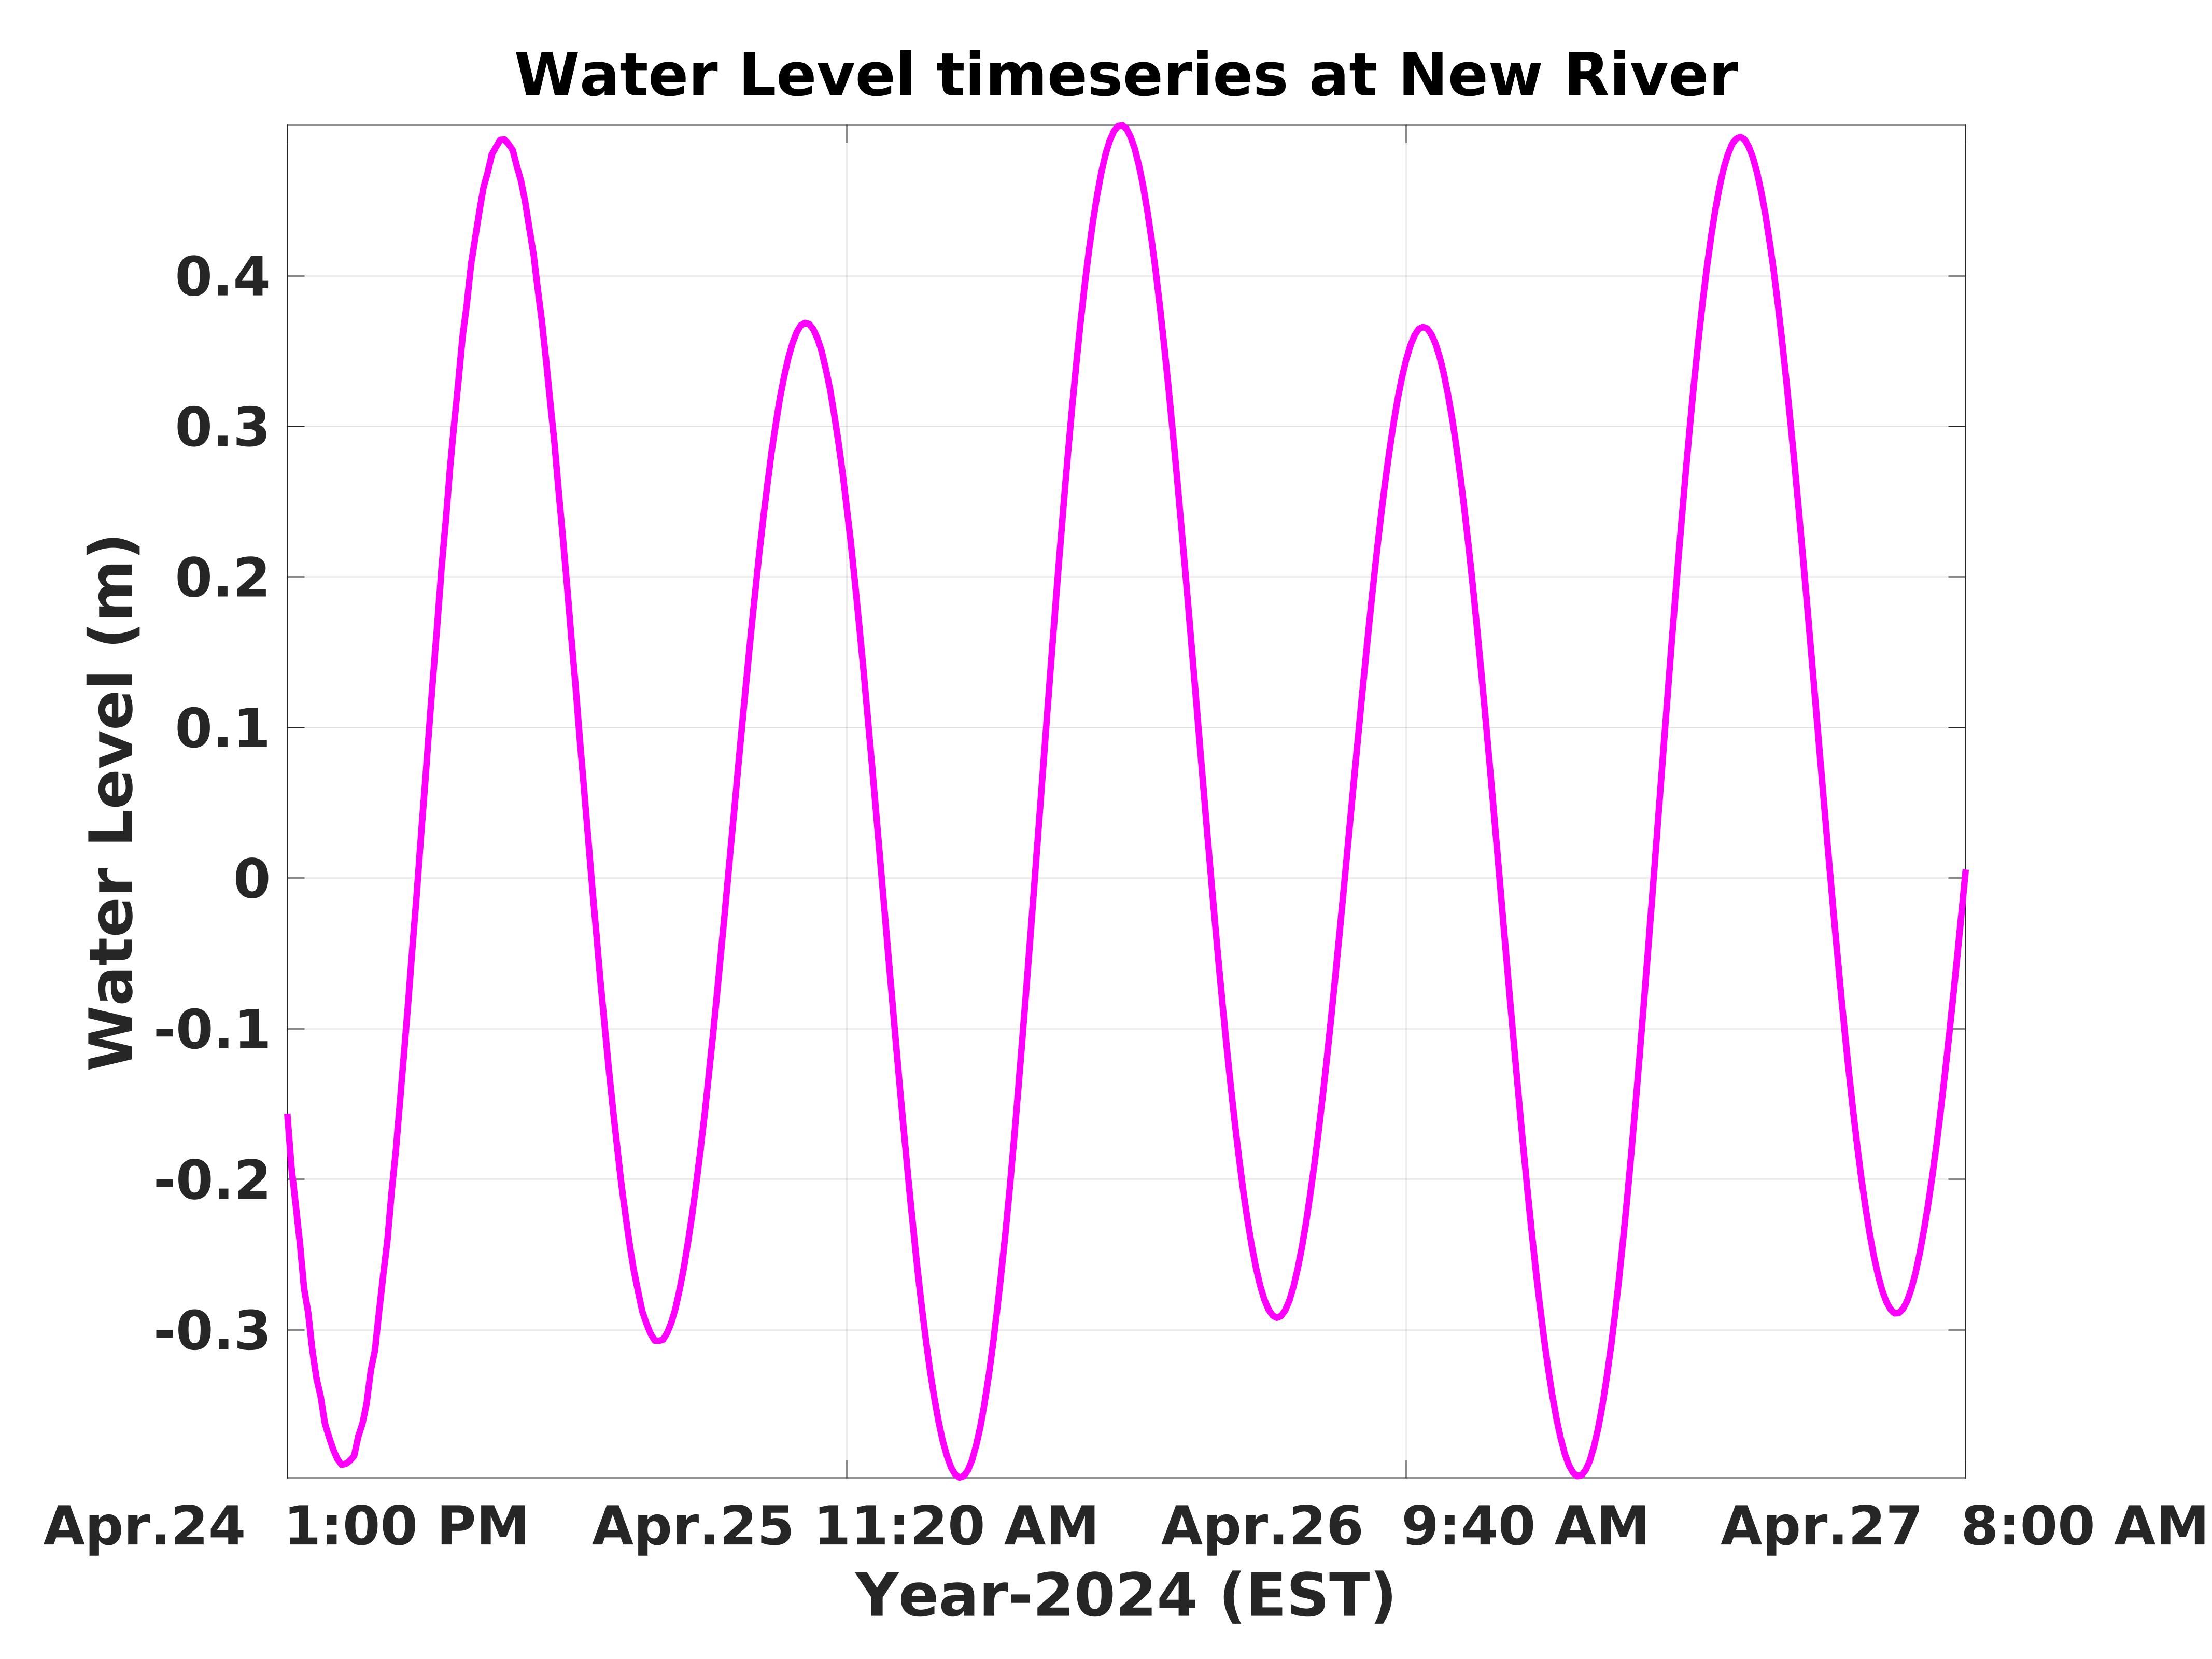 Water Level timeseries at New River
Water Level (m)
0.4
0.3
0.2
0.1
0
-0.1
-0.2
-0.3
Apr.24 1:00 PM Apr.25 11:20 AM Apr.26 9:40 AM Apr.27 8:00 AM
Year-2024 (EST)